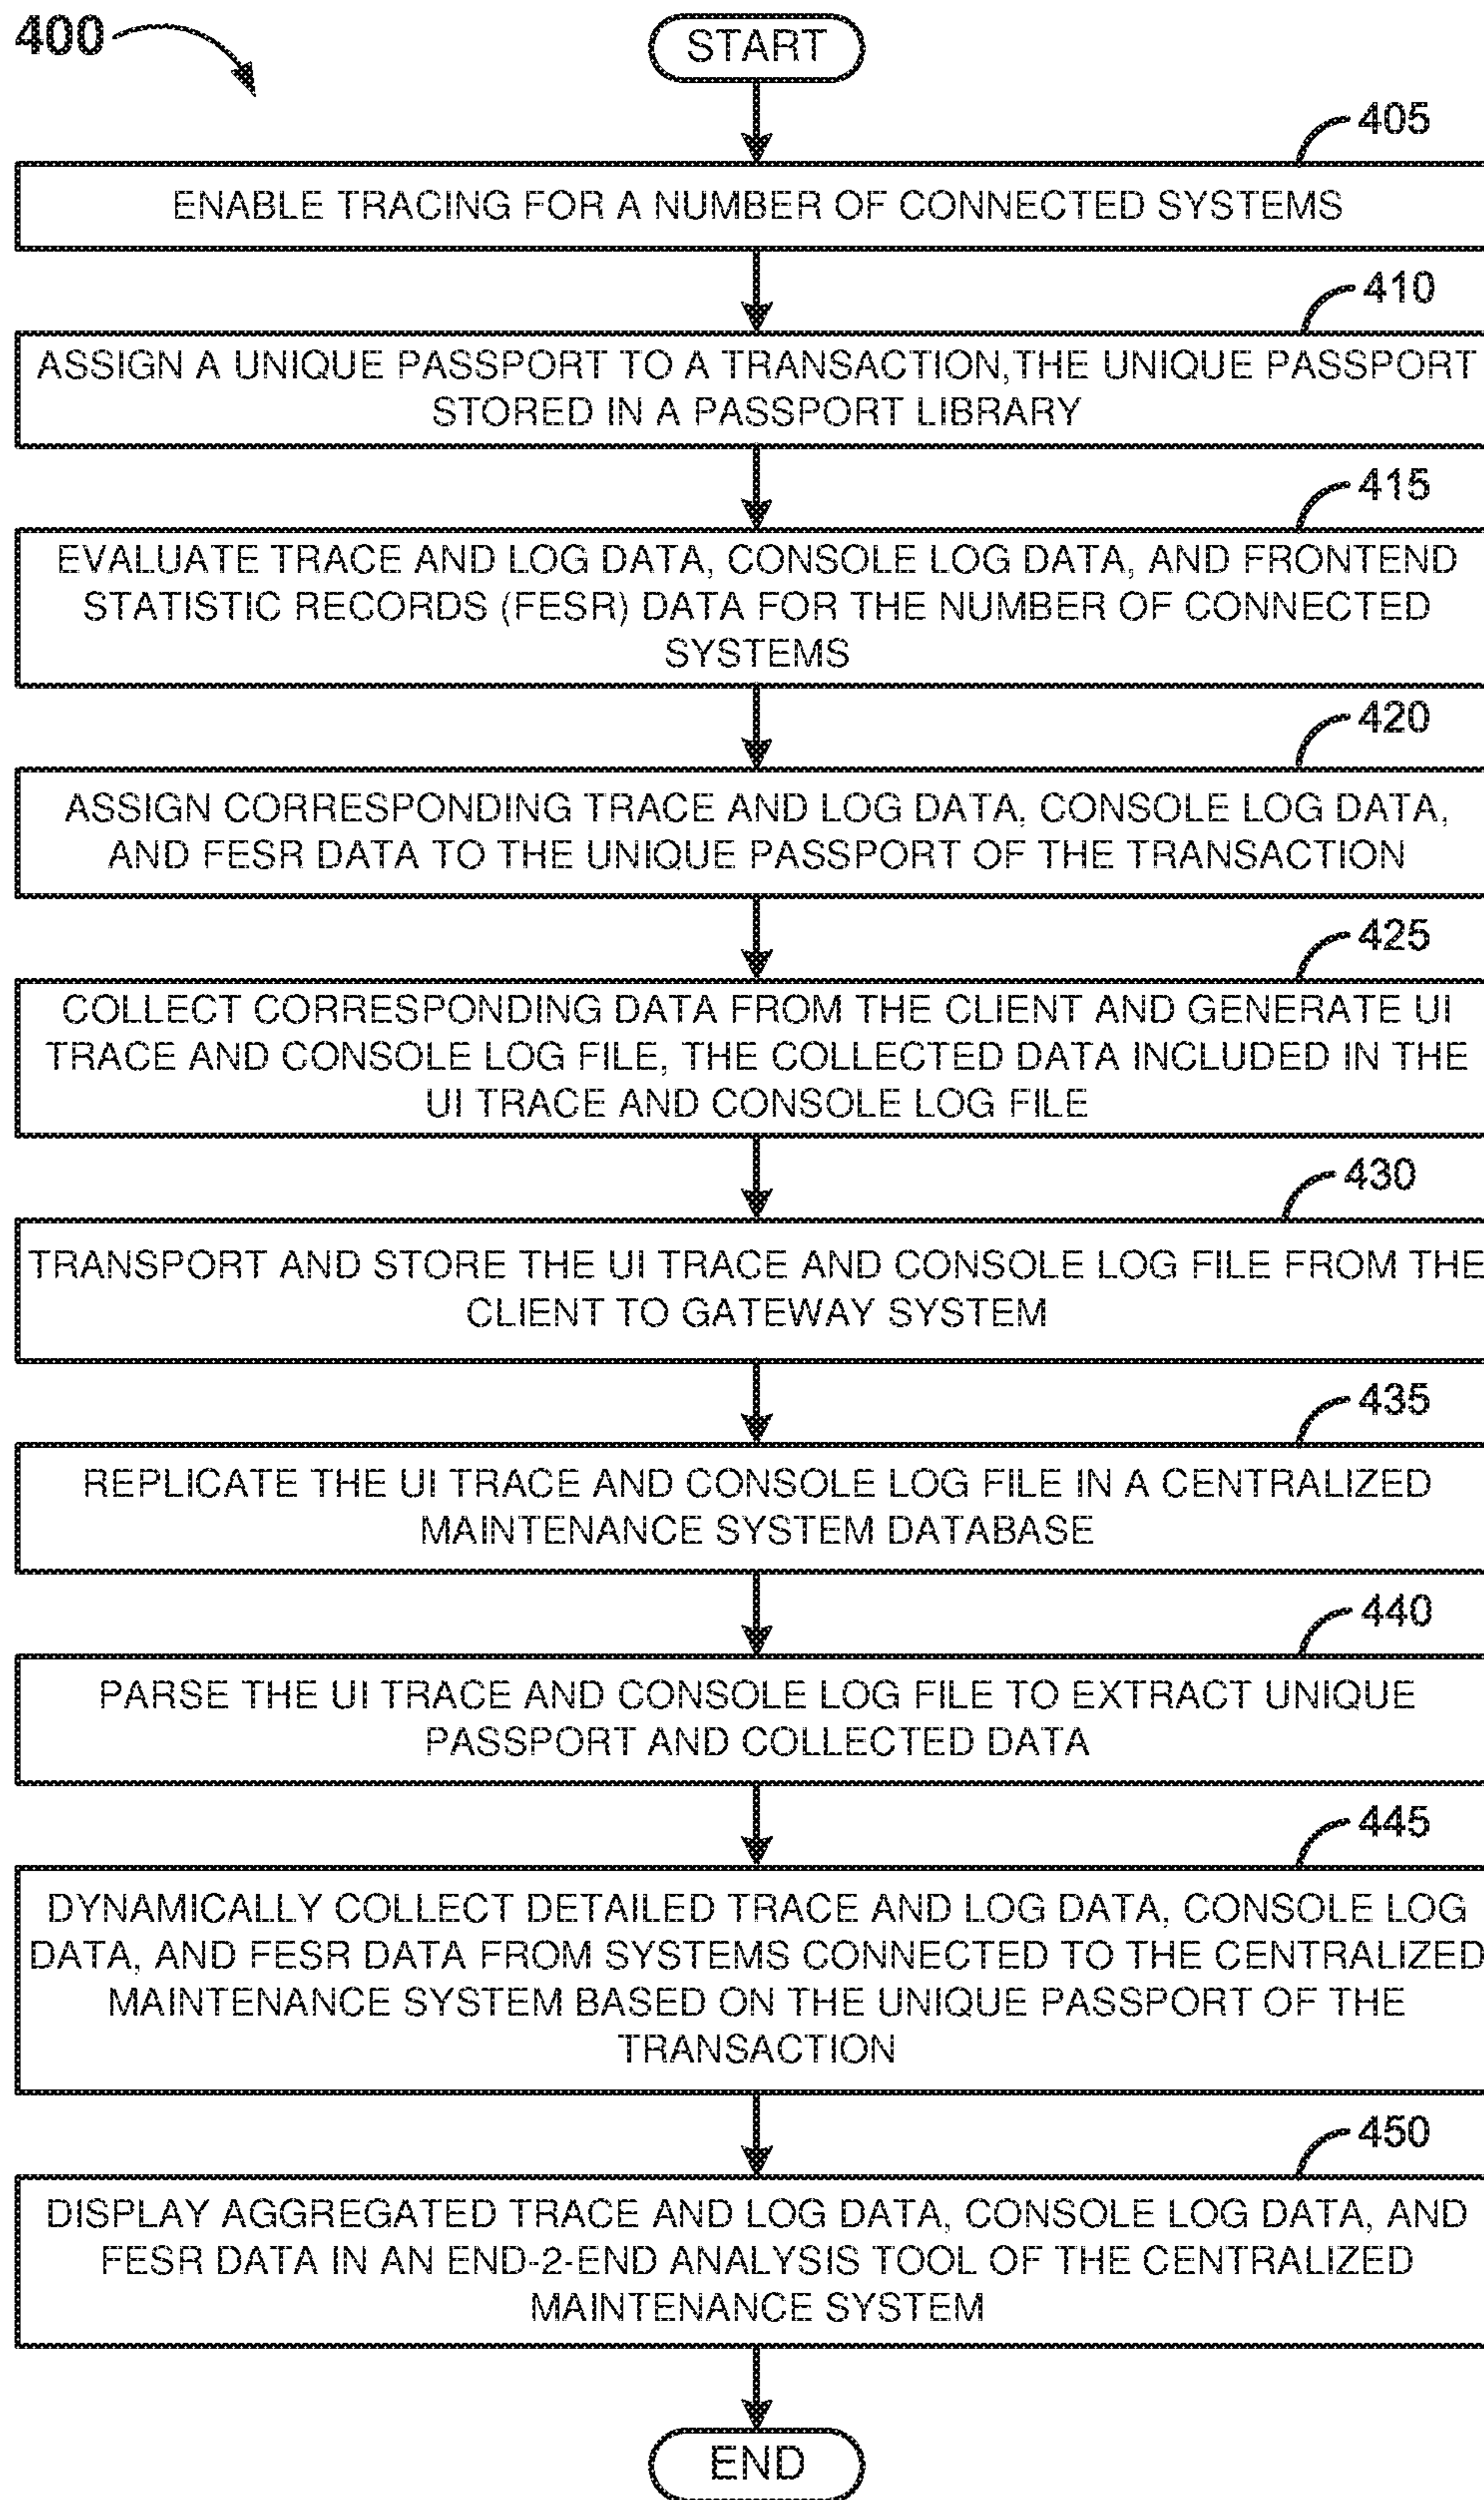 400
START
405
ENABLE TRACING FOR A NUMBER OF CONNECTED SYSTEMS
410
ASSIGN A UNIQUE PASSPORT TO A TRANSACTION,THE UNIQUE PASSPORT
STORED IN A PASSPORT LIBRARY
415
EVALUATE TRACE AND LOG DATA, CONSOLE LOG DATA, AND FRONTEND
STATISTIC RECORDS (FESR) DATA FOR THE NUMBER OF CONNECTED
SYSTEMS
420
ASSIGN CORRESPONDING TRACE AND LOG DATA, CONSOLE LOG DATA,
AND FESR DATA TO THE UNIQUE PASSPORT OF THE TRANSACTION
425
COLLECT CORRESPONDING DATA FROM THE CLIENT AND GENERATE UI
TRACE AND CONSOLE LOG FILE, THE COLLECTED DATA INCLUDED IN THE
UI TRACE AND CONSOLE LOG FILE
430
TRANSPORT AND STORE THE UI TRACE AND CONSOLE LOG FILE FROM THE
CLIENT TO GATEWAY SYSTEM
435
REPLICATE THE UI TRACE AND CONSOLE LOG FILE IN A CENTRALIZED
MAINTENANCE SYSTEM DATABASE
440
PARSE THE UI TRACE AND CONSOLE LOG FILE TO EXTRACT UNIQUE
PASSPORT AND COLLECTED DATA
445
DYNAMICALLY COLLECT DETAILED TRACE AND LOG DATA, CONSOLE LOG
DATA, AND FESR DATA FROM SYSTEMS CONNECTED TO THE CENTRALIZED
MAINTENANCE SYSTEM BASED ON THE UNIQUE PASSPORT OF THE
TRANSACTION
450
DISPLAY AGGREGATED TRACE AND LOG DATA, CONSOLE LOG DATA, AND
FESR DATA IN AN END-2-END ANALYSIS TOOL OF THE CENTRALIZED
MAINTENANCE SYSTEM
END